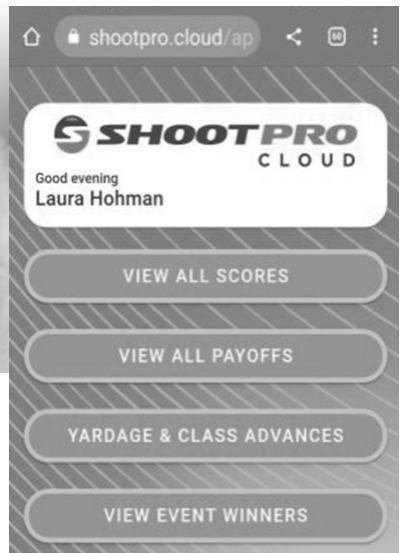 shootpro.cloud/ap
60
SHOOTPRO
CLOUD
Good evening
Laura Hohman
VIEW ALL SCORES
VIEW ALL PAYOFFS
YARDAGE & CLASS ADVANCES
VIEW EVENT WINNERS